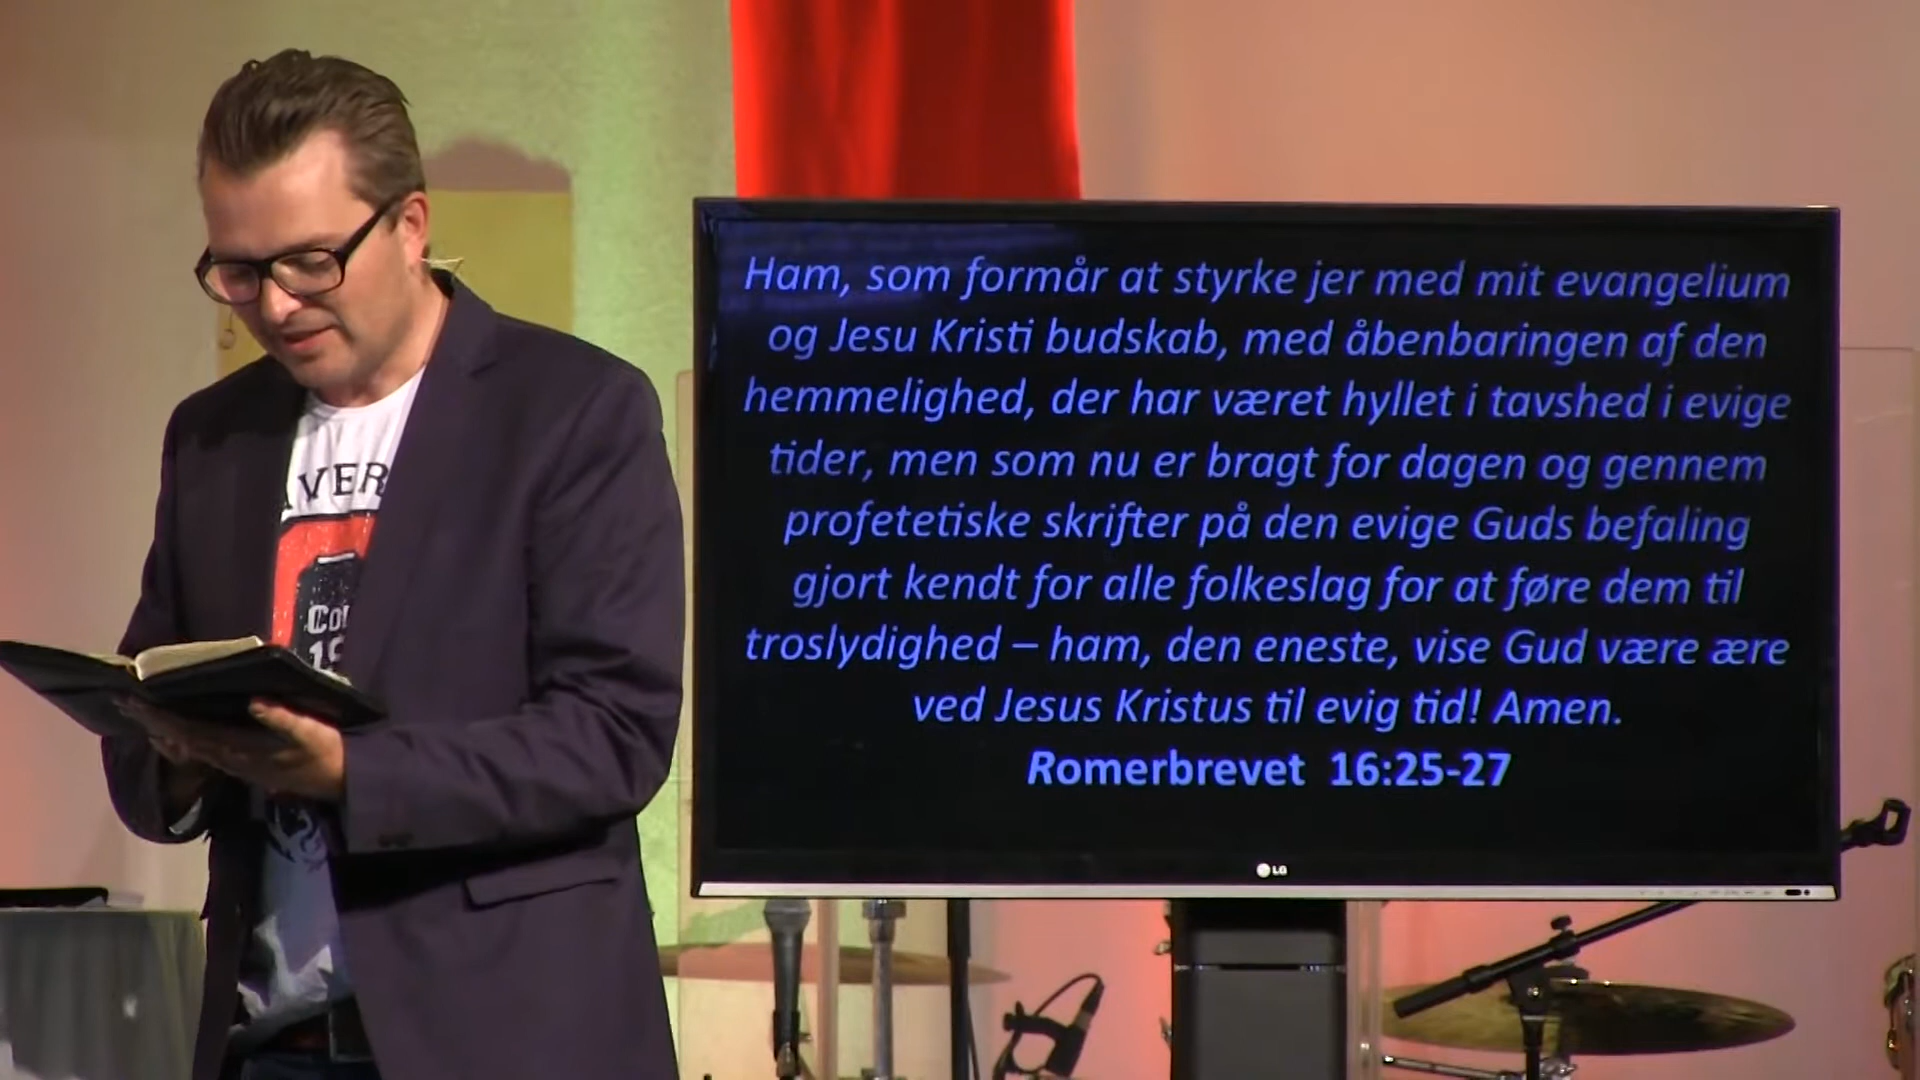 Ham, som formår at styrke jer med mit evangelium
og Jesu Kristi budskab, med åbenbaringen af den
hemmelighed, der har været hyllet i tavshed i evige
tider, men som nu er bragt for dagen og gennem
profetetiske skrifter på den evige Guds befaling
gjort kendt for alle folkeslag for at føre dem til
troslydighed – ham, den eneste, vise Gud være ære
ved Jesus Kristus til evig tid! Amen.
Romerbrevet 16:25-27
LG